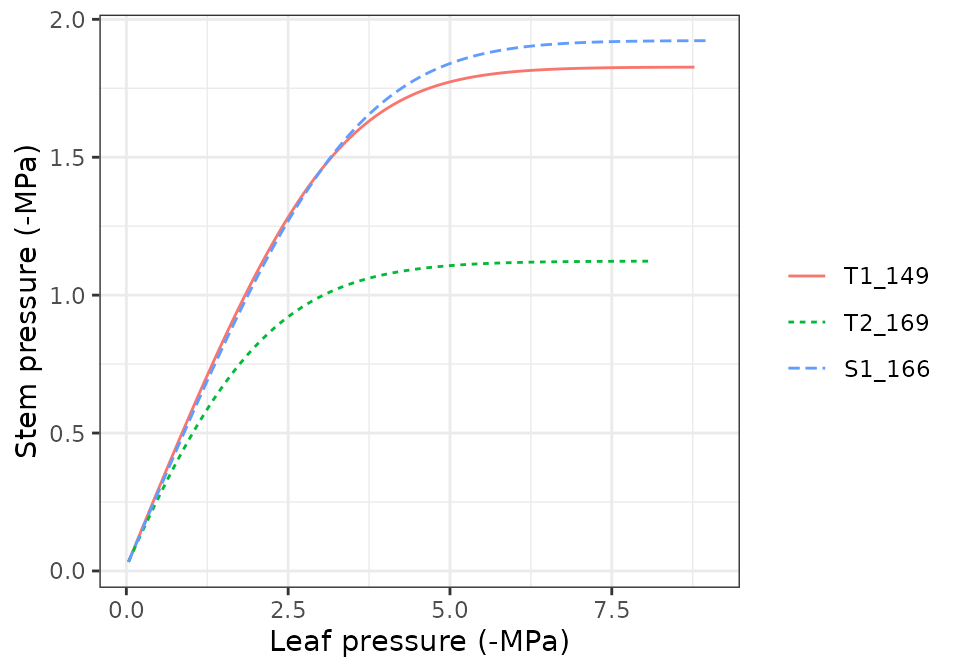 Stem pressure (-MPa)
2.0
1.5
1.0
0.5
0.0
0.0 2.5 5.0 7.5
Leaf pressure (-MPa)
T1_149
T2_169
S1_166